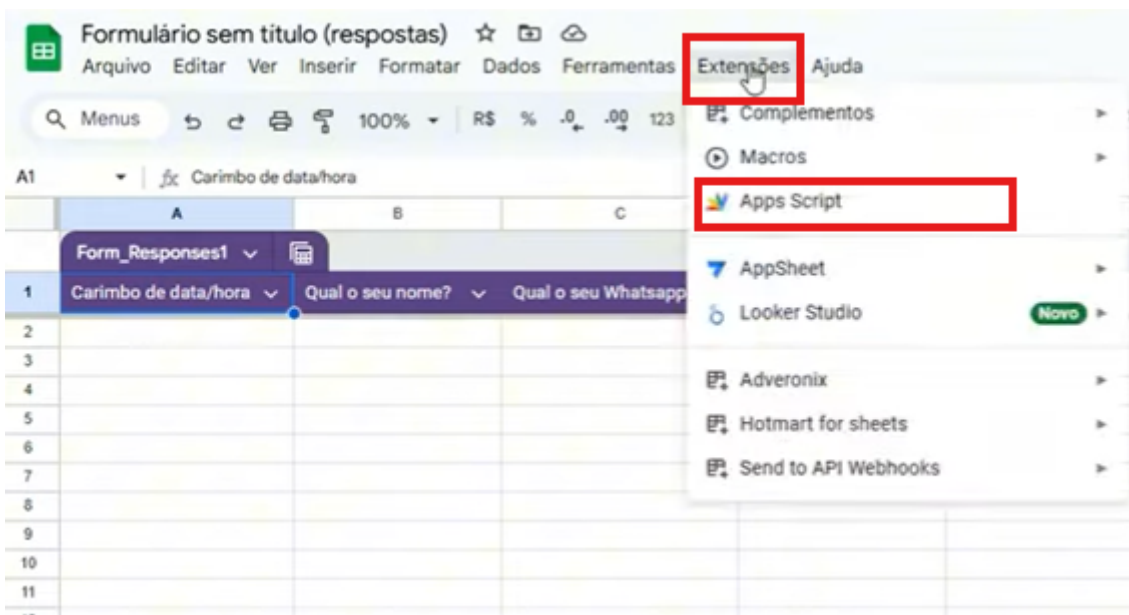 Formulário sem título (respostas)
Arquivo Editar Ver Inserir Formatar Dados Ferramentas Extensões Ajuda
Menus 100% R$ % .0 .00 123
Complementos
Macros
A1 fx Carimbo de data/hora
Apps Script
A B C
Form_Responses1
AppSheet
1 Carimbo de data/hora Qual o seu nome? Qual o seu Whatsapp
Looker Studio Novo
2
3
4 Adveronix
5
6 Hotmart for sheets
7 Send to API Webhooks
8
9
10
11